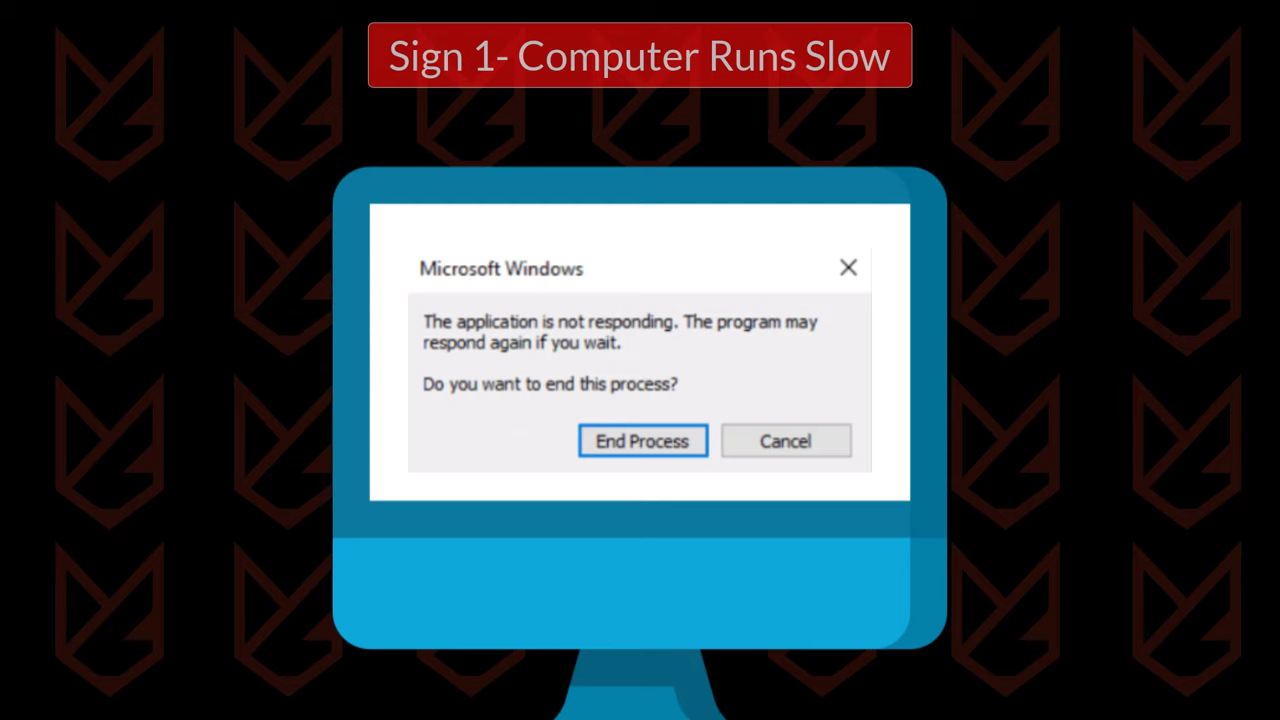 Sign 1- Computer Runs Slow
Microsoft Windows
The application is not responding. The program may
respond again if you wait.
Do you want to end this process?
End Process
Cancel